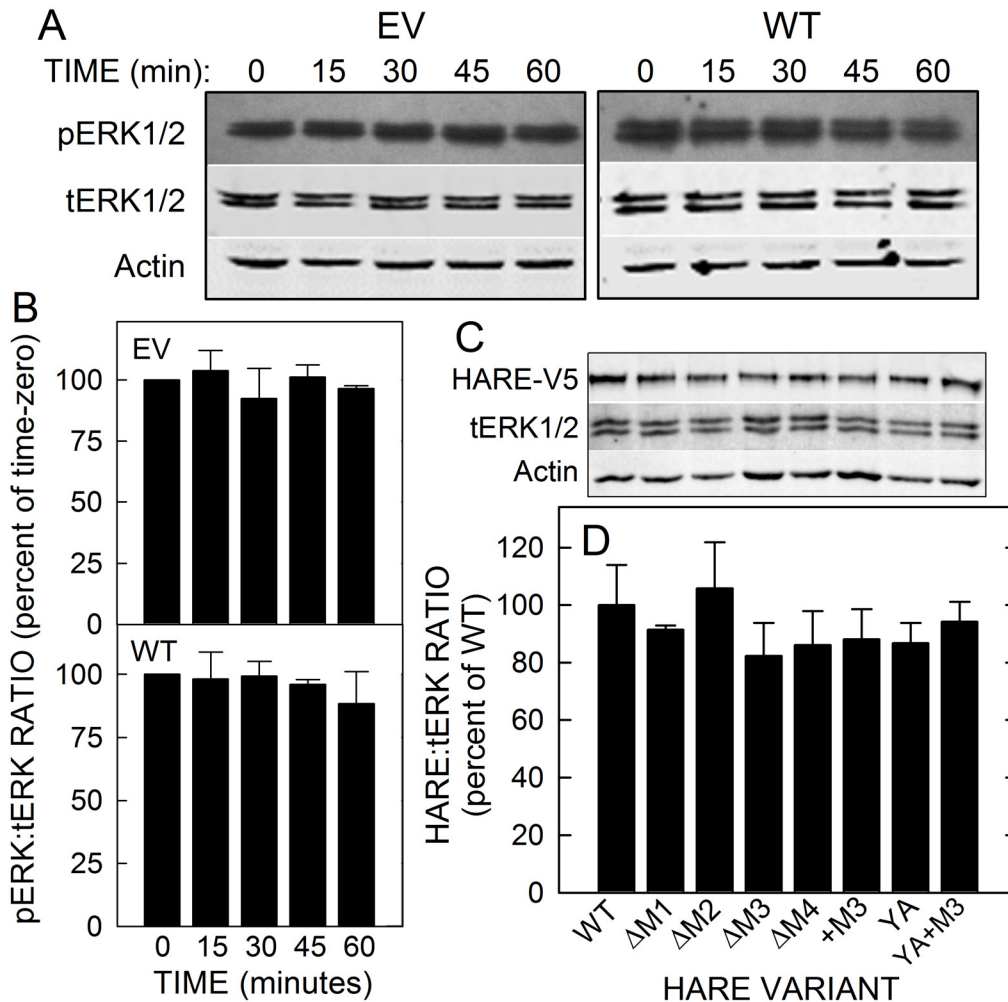 A
EV
WT
TIME (min): 0 15 30 45 60 0 15 30 45 60
pERK1/2
tERK1/2
Actin
B
pERK:tERK RATIO (percent of time-zero)
EV
100
75
50
25
0
WT
100
75
50
25
0
0 15 30 45 60
TIME (minutes)
C
HARE-V5
tERK1/2
Actin
D
HARE:tERK RATIO
(percent of WT)
120
100
80
60
40
20
0
WT ΔM1 ΔM2 ΔM3 ΔM4 +M3 YA YA+M3
HARE VARIANT